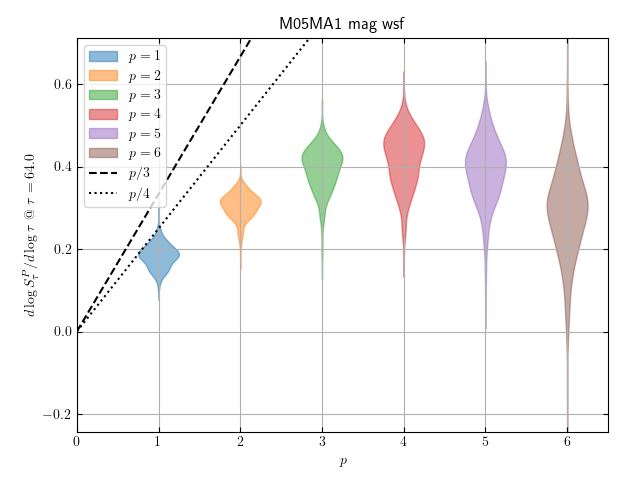 M05MA1 mag wsf
d log S_τ^P / d log τ @ τ = 64.0
0.6
0.4
0.2
0.0
−0.2
p = 1
p = 2
p = 3
p = 4
p = 5
p = 6
p/3
p/4
0 1 2 3 4 5 6
p